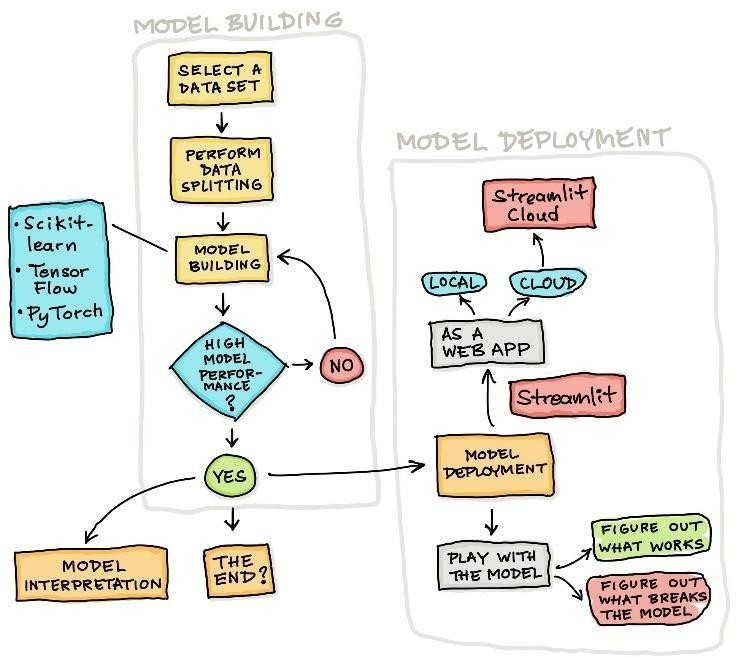 MODEL BUILDING
SELECT A
DATA SET
PERFORM
DATA
SPLITTING
• Scikit-
learn
• Tensor
Flow
• PyTorch
MODEL
BUILDING
HIGH
MODEL
PERFOR-
MANCE
?
NO
YES
MODEL
INTERPRETATION
THE
END?
MODEL DEPLOYMENT
Streamlit
Cloud
LOCAL
CLOUD
AS A
WEB APP
Streamlit
MODEL
DEPLOYMENT
PLAY WITH
THE MODEL
FIGURE OUT
WHAT WORKS
FIGURE OUT
WHAT BREAKS
THE MODEL